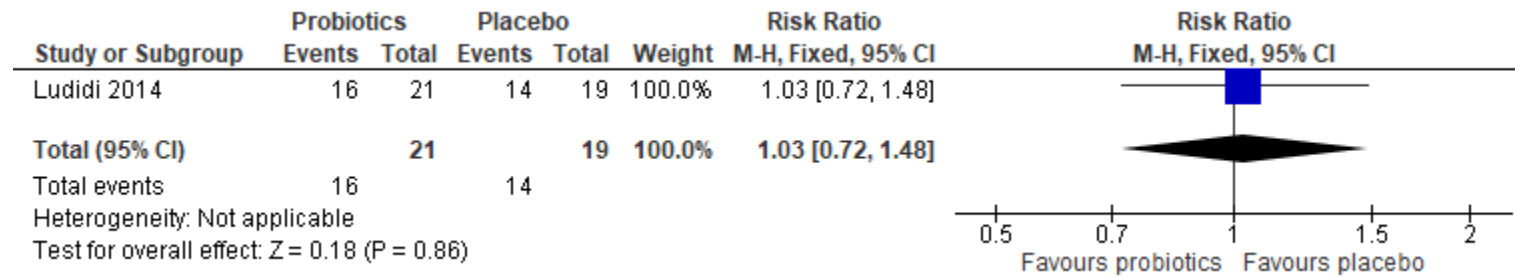 Probiotics Placebo Risk Ratio Risk Ratio
Study or Subgroup Events Total Events Total Weight M-H, Fixed, 95% CI M-H, Fixed, 95% CI
Ludidi 2014 16 21 14 19 100.0% 1.03 [0.72, 1.48]
Total (95% CI) 21 19 100.0% 1.03 [0.72, 1.48]
Total events 16 14
Heterogeneity: Not applicable
Test for overall effect: Z = 0.18 (P = 0.86)
0.5 0.7 1 1.5 2
Favours probiotics Favours placebo